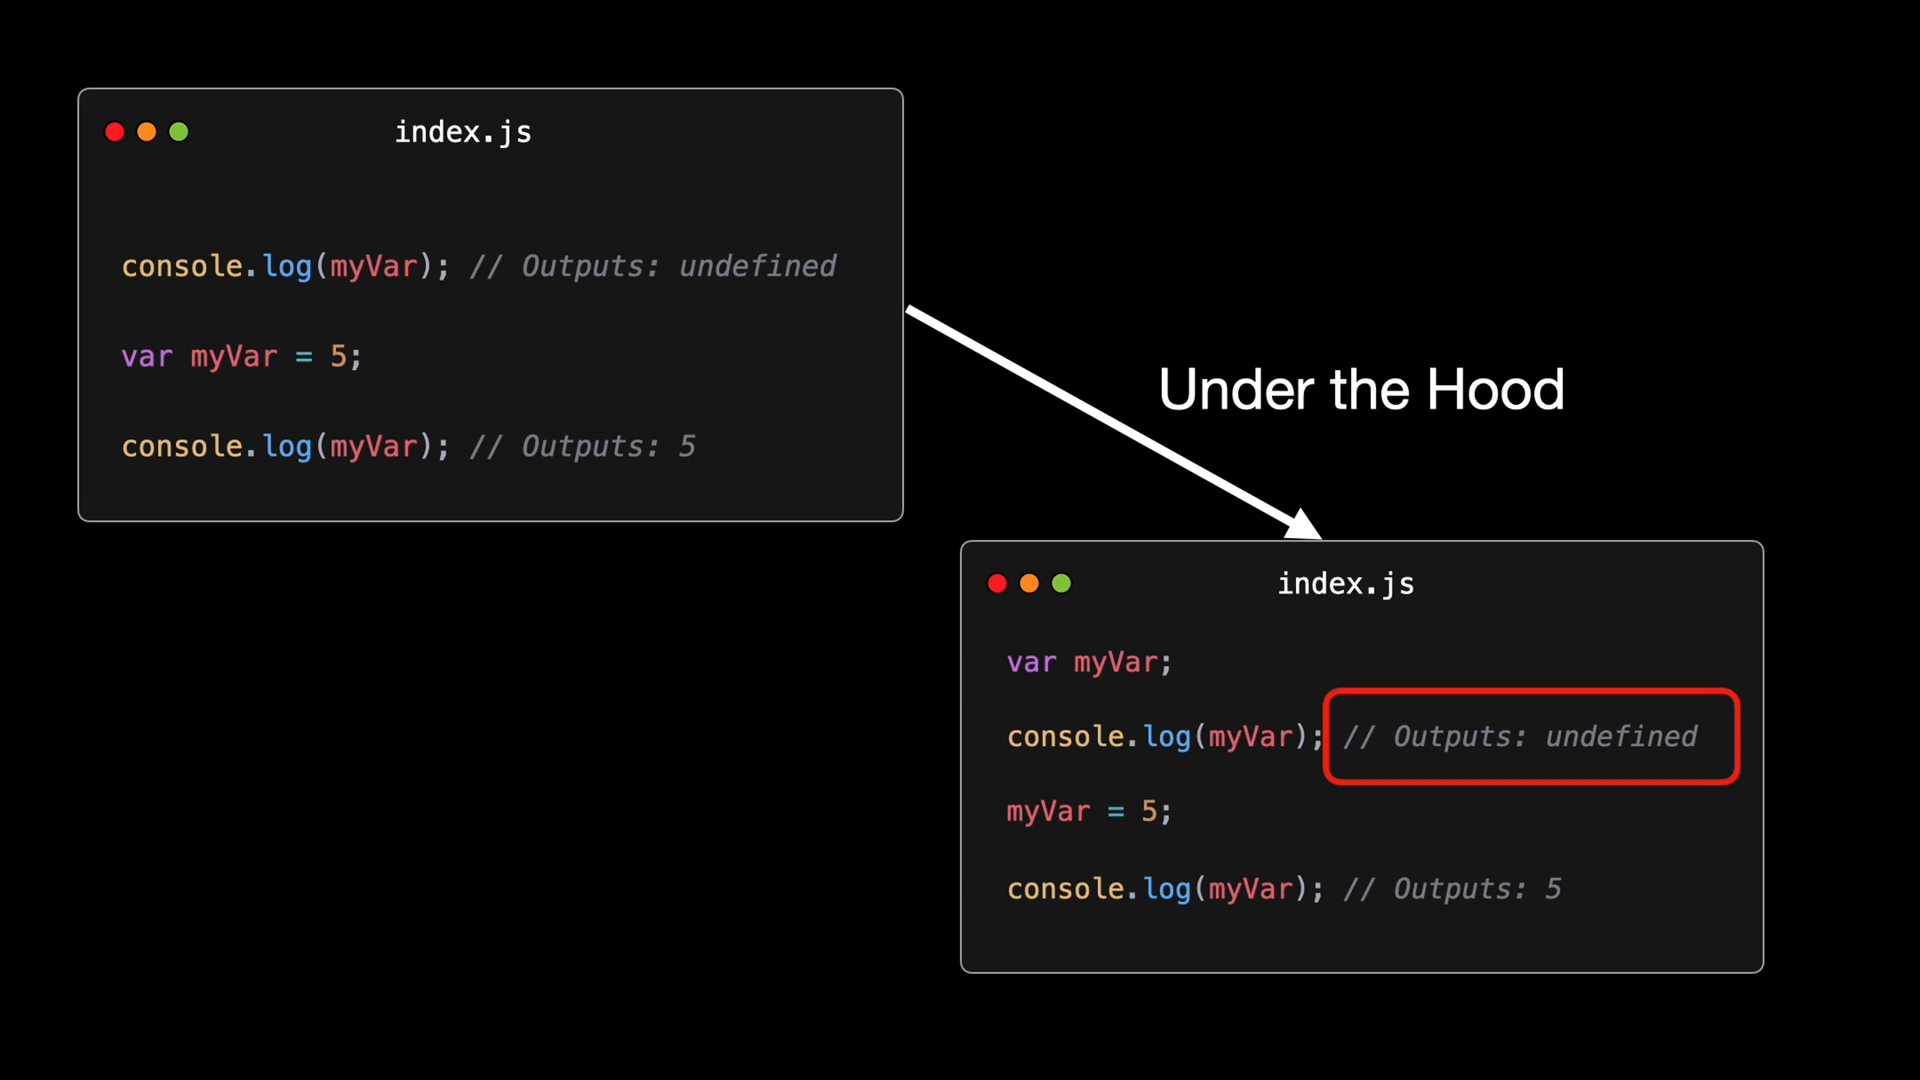 index.js
console.log(myVar); // Outputs: undefined
var myVar = 5;
console.log(myVar); // Outputs: 5
Under the Hood
index.js
var myVar;
console.log(myVar); // Outputs: undefined
myVar = 5;
console.log(myVar); // Outputs: 5